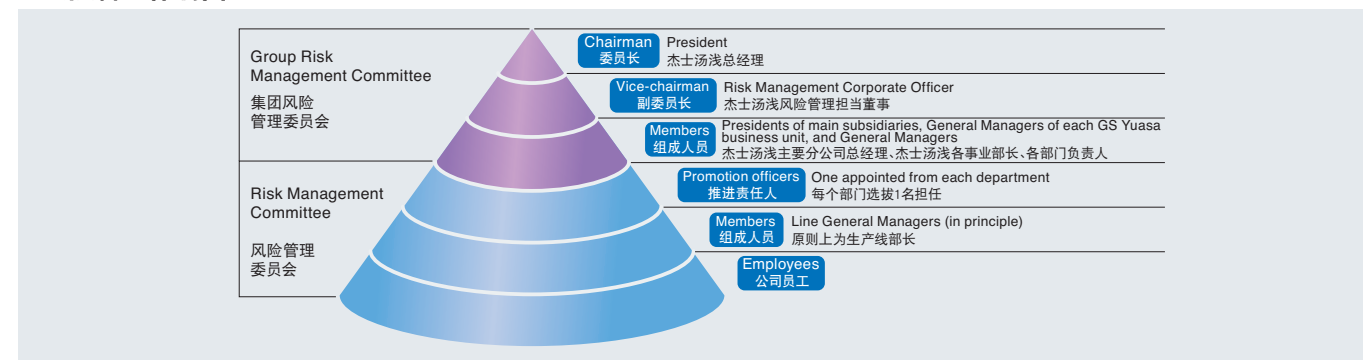 Group Risk
Management Committee
集团风险
管理委员会
Chairman
委员长
President
杰士汤浅总经理
Vice-chairman
副委员长
Risk Management Corporate Officer
杰士汤浅风险管理担当董事
Members
组成人员
Presidents of main subsidiaries, General Managers of each GS Yuasa
business unit, and General Managers
杰士汤浅主要分公司总经理、杰士汤浅各事业部长、各部门负责人
Risk Management
Committee
风险管理
委员会
Promotion officers
推进责任人
One appointed from each department
每个部门选拔1名担任
Members
组成人员
Line General Managers (in principle)
原则上为生产线部长
Employees
公司员工